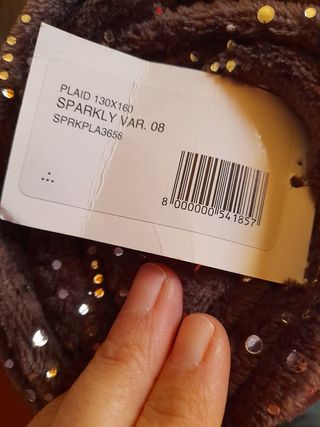 PLAID 130X160
SPARKLY VAR. 08
SPRKPLA3658
8 000000 541857